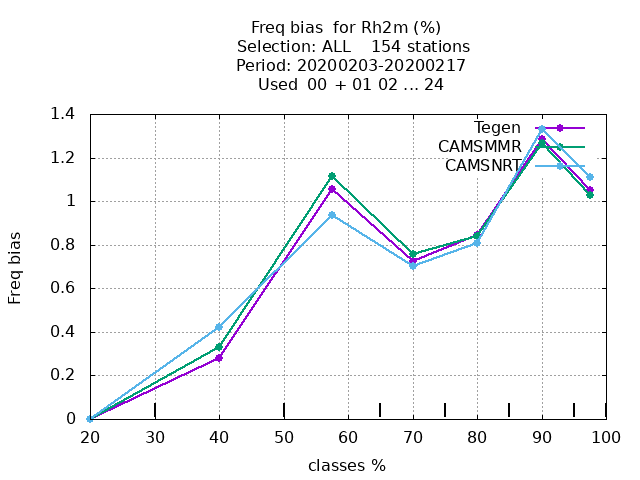 Freq bias  for Rh2m (%)
Selection: ALL    154 stations
Period: 20200203-20200217
Used  00  + 01 02 ... 24
1.4
1.2
1
0.8
0.6
0.4
0.2
0
Freq bias
Tegen
CAMSMMR
CAMSNRT
20 30 40 50 60 70 80 90 100
classes %